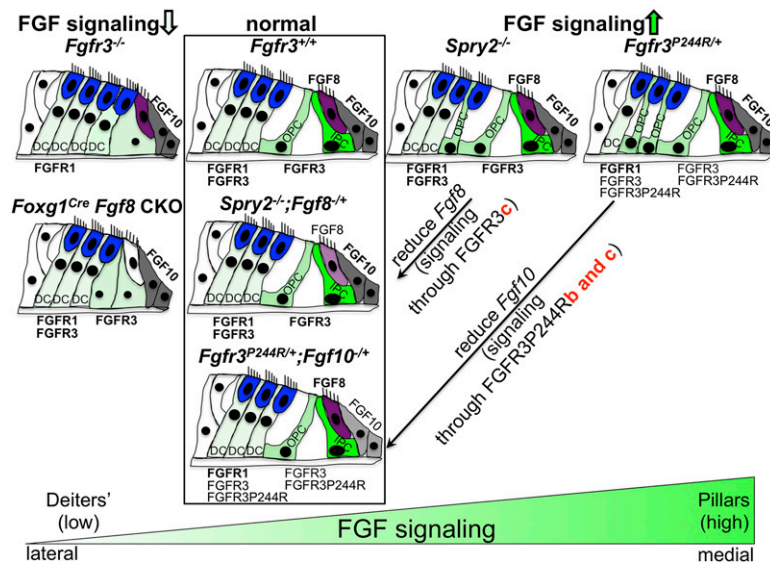 FGF signaling
normal
FGF signaling
Fgfr3-/-
Fgfr3+/+
Spry2-/-
Fgfr3P244R/+
FGF10
DC DC DC DC
FGFR1
FGF8
FGF10
DC DC DC OPC IPC
FGFR1
FGFR3
FGFR3
FGF8
FGF10
DC DC DC OPC OPC IPC
FGFR1
FGFR3
FGFR3
FGF8
FGF10
DC DC OPC OPC OPC IPC
FGFR1
FGFR3
FGFR3P244R
FGFR3
FGFR3P244R
Foxg1Cre Fgf8 CKO
FGF10
DC DC DC
FGFR1
FGFR3
FGFR3
Spry2-/-;Fgf8-/+
FGF8
FGF10
DC DC DC OPC IPC
FGFR1
FGFR3
FGFR3
reduce Fgf8
(signaling
through FGFR3c)
reduce Fgf10
(signaling
through FGFR3P244Rb and c)
Fgfr3P244R/+;Fgf10-/+
FGF8
FGF10
DC DC DC OPC IPC
FGFR1
FGFR3
FGFR3P244R
FGFR3
FGFR3P244R
Deiters'
(low)
Pillars
(high)
FGF signaling
lateral
medial